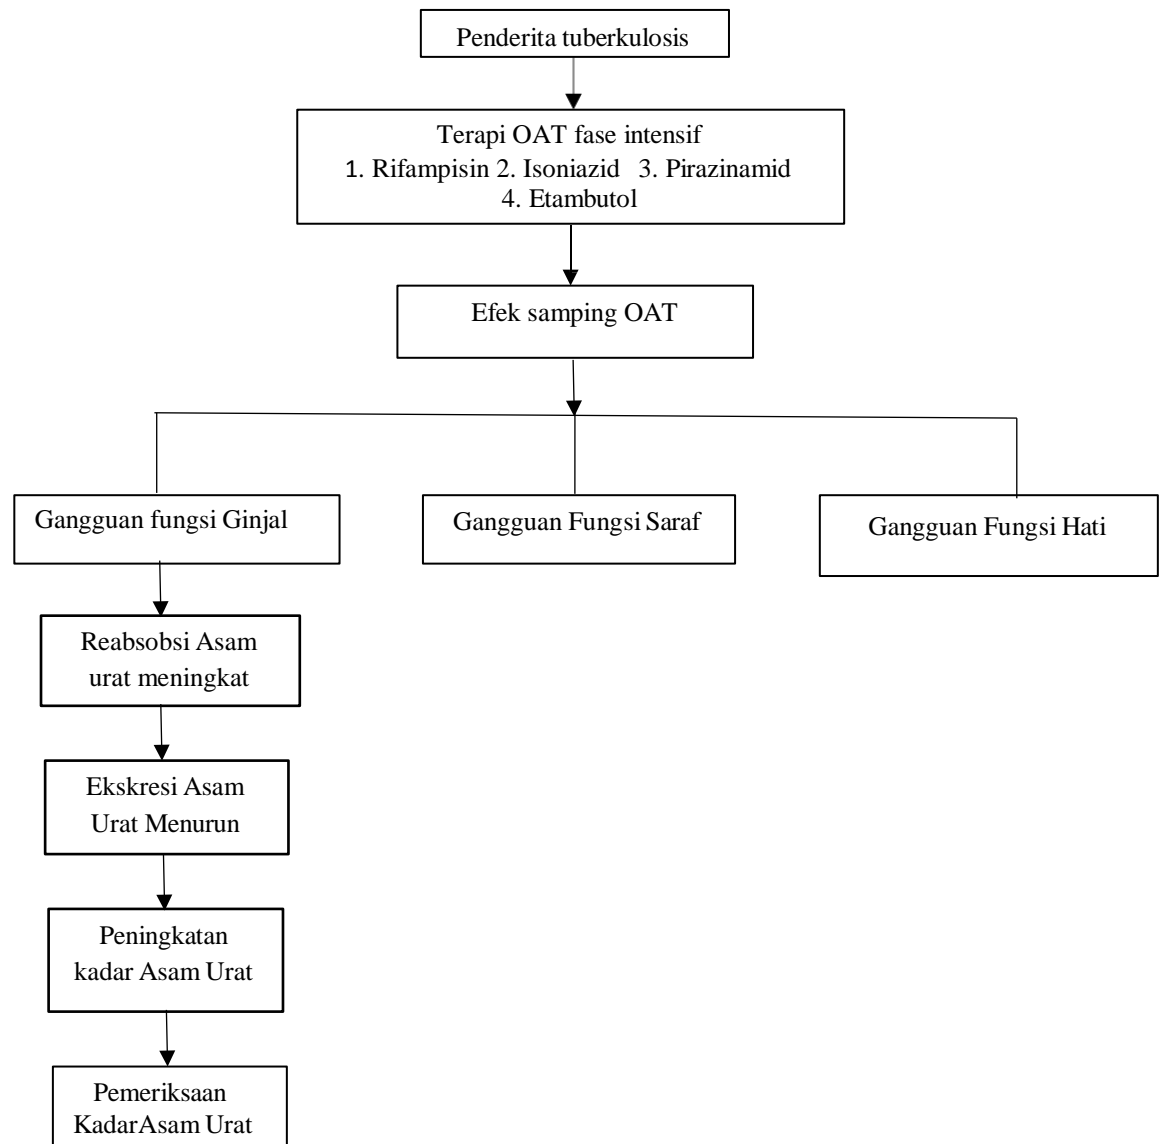 Penderita tuberkulosis
Terapi OAT fase intensif
1. Rifampisin 2. Isoniazid 3. Pirazinamid
4. Etambutol
Efek samping OAT
Gangguan fungsi Ginjal
Gangguan Fungsi Saraf
Gangguan Fungsi Hati
Reabsobsi Asam
urat meningkat
Ekskresi Asam
Urat Menurun
Peningkatan
kadar Asam Urat
Pemeriksaan
KadarAsam Urat